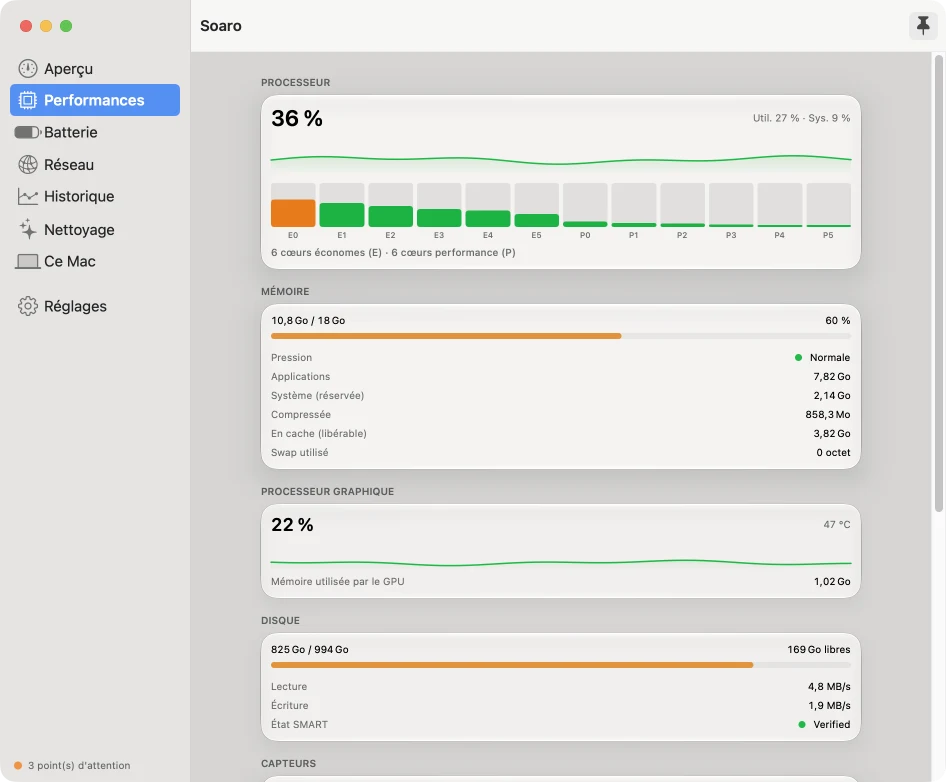 Soaro
Aperçu
Performances
Batterie
Réseau
Historique
Nettoyage
Ce Mac
Réglages
3 point(s) d'attention
PROCESSEUR
36 %
Util. 27 % · Sys. 9 %
E0 E1 E2 E3 E4 E5 P0 P1 P2 P3 P4 P5
6 cœurs économes (E) · 6 cœurs performance (P)
MÉMOIRE
10,8 Go / 18 Go 60 %
Pression Normale
Applications 7,82 Go
Système (réservée) 2,14 Go
Compressée 858,3 Mo
En cache (libérable) 3,82 Go
Swap utilisé 0 octet
PROCESSEUR GRAPHIQUE
22 % 47 °C
Mémoire utilisée par le GPU 1,02 Go
DISQUE
825 Go / 994 Go 169 Go libres
Lecture 4,8 MB/s
Écriture 1,9 MB/s
État SMART Verified
CAPTEURS